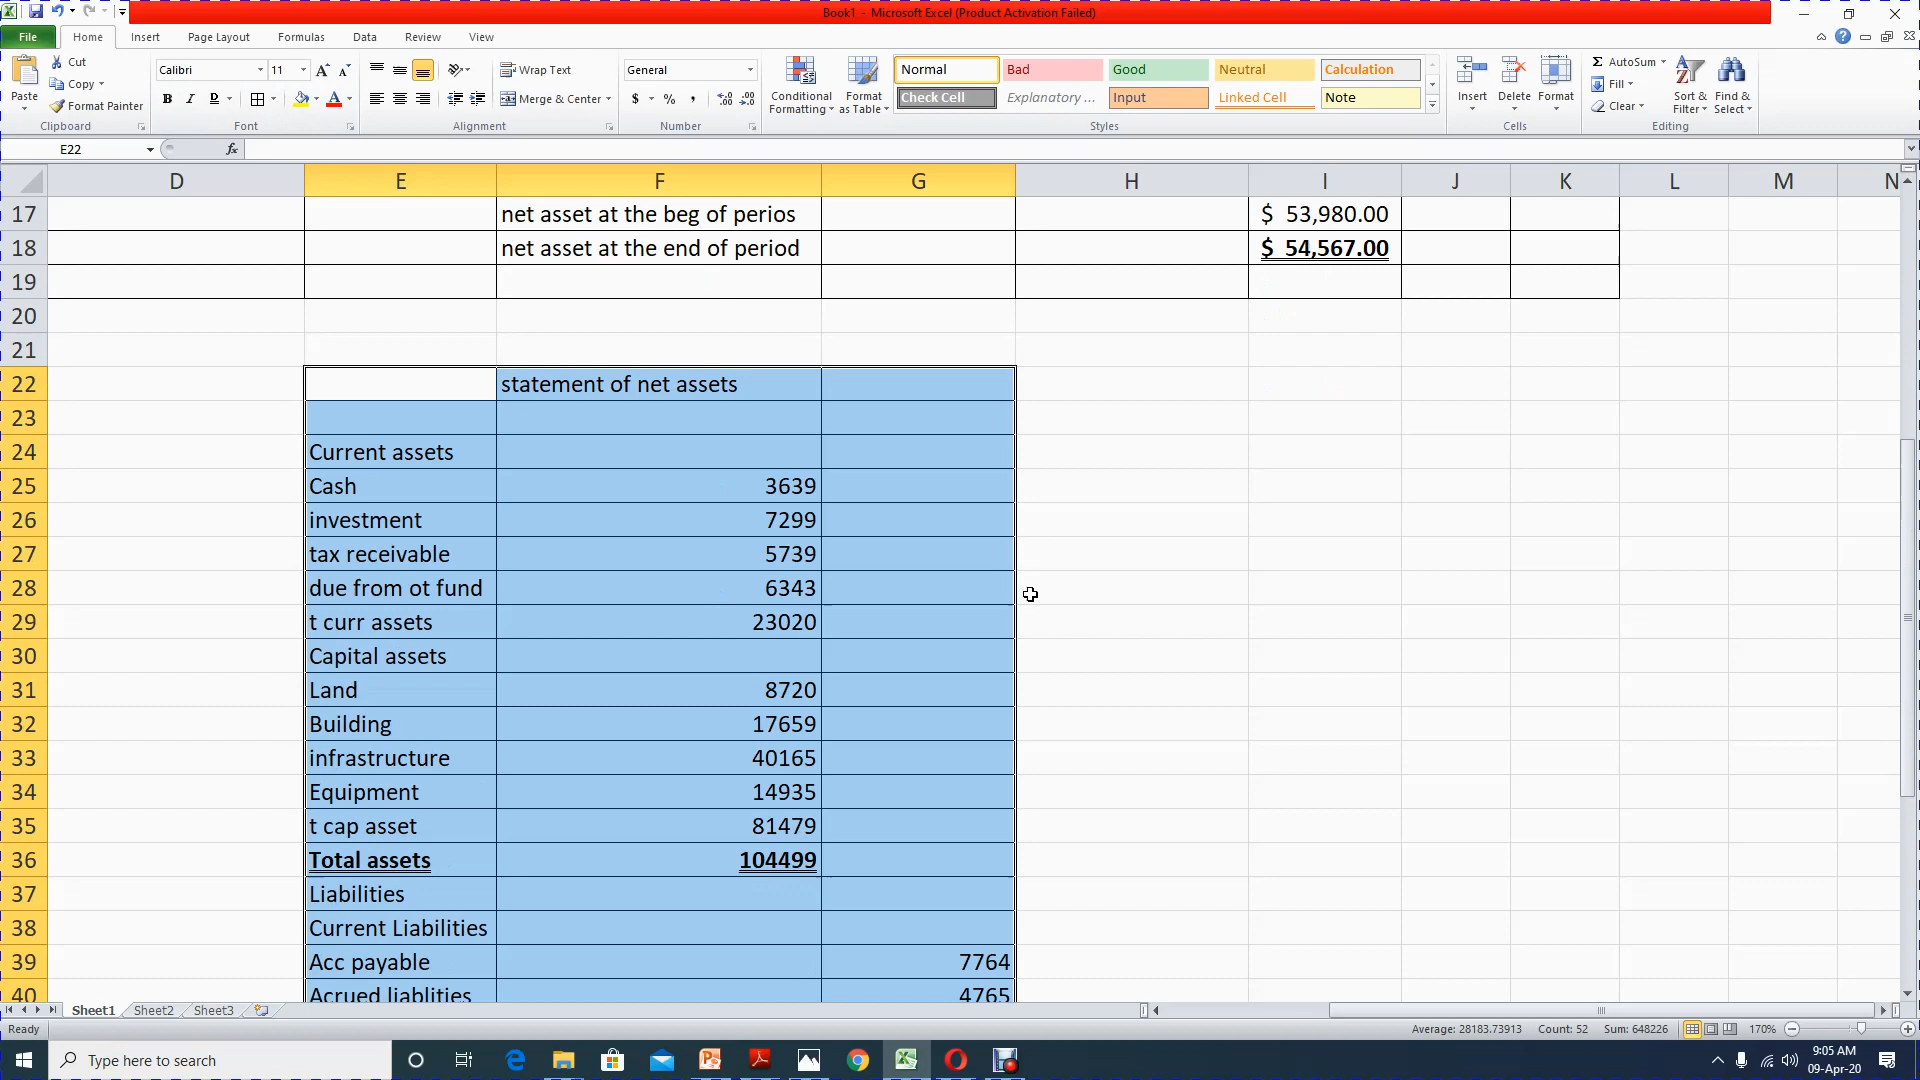 Book1 - Microsoft Excel (Product Activation Failed)
File Home Insert Page Layout Formulas Data Review View
Paste Cut Copy Format Painter Clipboard
Calibri 11 B I D A Font
Wrap Text Merge & Center Alignment
General $ % , Number
Conditional Formatting Format as Table
Normal Bad Good Neutral Calculation
Check Cell Explanatory ... Input Linked Cell Note
Styles
Insert Delete Format Cells
Σ AutoSum Fill Clear Sort & Filter Find & Select Editing
E22 fx
D E F G H I J K L M N
17 net asset at the beg of perios $ 53,980.00
18 net asset at the end of period $ 54,567.00
19
20
21
22 statement of net assets
23
24 Current assets
25 Cash 3639
26 investment 7299
27 tax receivable 5739
28 due from ot fund 6343
29 t curr assets 23020
30 Capital assets
31 Land 8720
32 Building 17659
33 infrastructure 40165
34 Equipment 14935
35 t cap asset 81479
36 Total assets 104499
37 Liabilities
38 Current Liabilities
39 Acc payable 7764
40 Acrued liablities 4765
Sheet1 Sheet2 Sheet3
Ready Average: 28183.73913 Count: 52 Sum: 648226 170%
Type here to search
9:05 AM
09-Apr-20